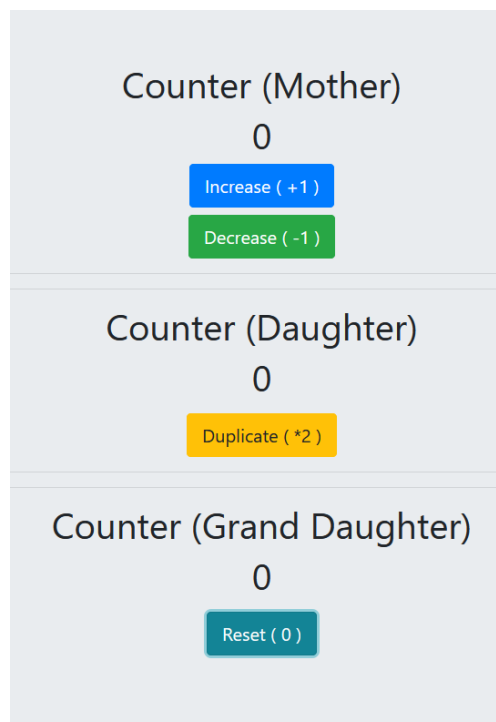 Counter (Mother)
0
Increase ( +1 )
Decrease ( -1 )
Counter (Daughter)
0
Duplicate ( *2 )
Counter (Grand Daughter)
0
Reset ( 0 )